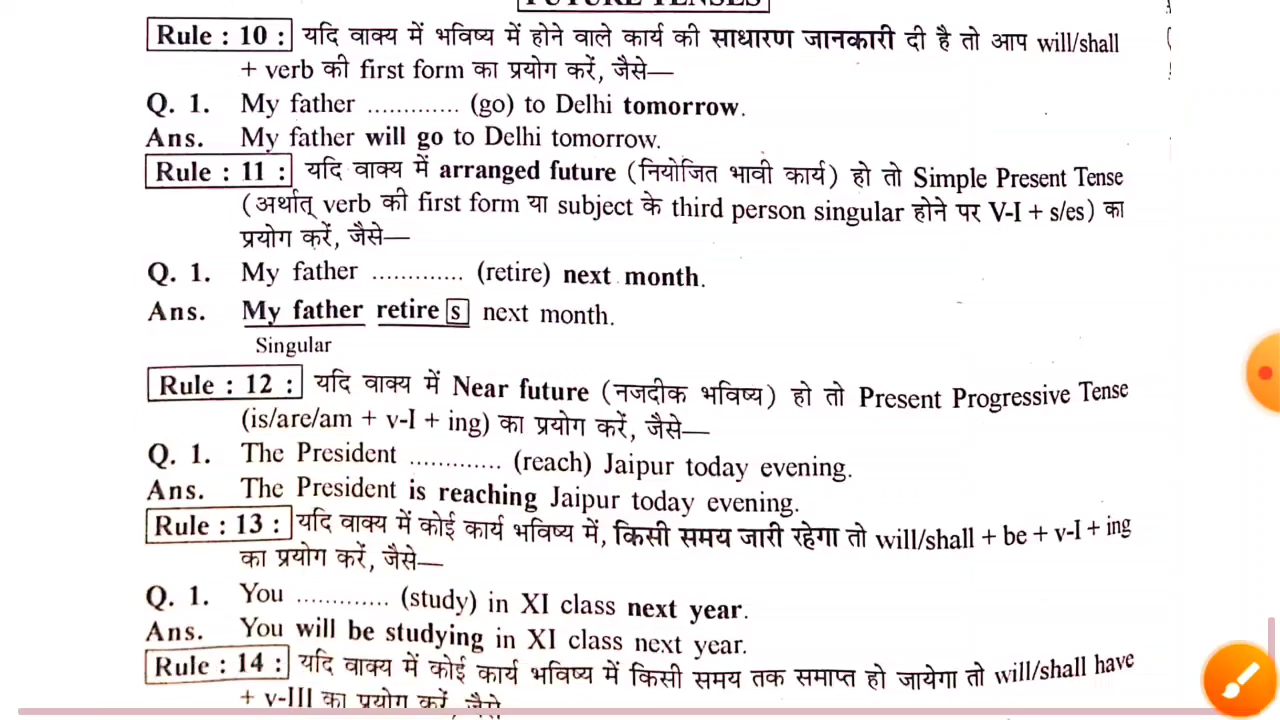 FUTURE TENSES
Rule : 10 : यदि वाक्य में भविष्य में होने वाले कार्य की साधारण जानकारी दी है तो आप will/shall
+ verb की first form का प्रयोग करें, जैसे—
Q. 1. My father ............. (go) to Delhi tomorrow.
Ans. My father will go to Delhi tomorrow.
Rule : 11 : यदि वाक्य में arranged future (नियोजित भावी कार्य) हो तो Simple Present Tense
(अर्थात् verb की first form या subject के third person singular होने पर V-I + s/es) का
प्रयोग करें, जैसे—
Q. 1. My father ............. (retire) next month.
Ans. My father retire s next month.
Singular
Rule : 12 : यदि वाक्य में Near future (नजदीक भविष्य) हो तो Present Progressive Tense
(is/are/am + v-I + ing) का प्रयोग करें, जैसे—
Q. 1. The President ............. (reach) Jaipur today evening.
Ans. The President is reaching Jaipur today evening.
Rule : 13 : यदि वाक्य में कोई कार्य भविष्य में, किसी समय जारी रहेगा तो will/shall + be + v-I + ing
का प्रयोग करें, जैसे—
Q. 1. You ............. (study) in XI class next year.
Ans. You will be studying in XI class next year.
Rule : 14 : यदि वाक्य में कोई कार्य भविष्य में किसी समय तक समाप्त हो जायेगा तो will/shall have
+ v-III का प्रयोग करें, जैसे